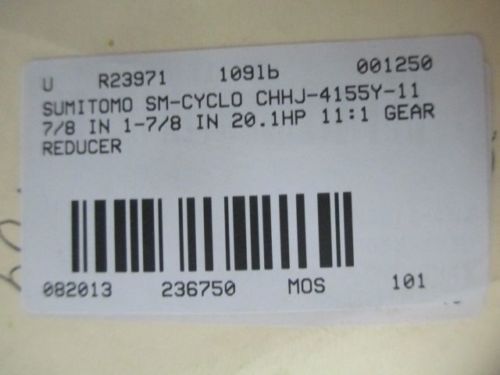 U R23971 109lb 001250
SUMITOMO SM-CYCLO CHHJ-4155Y-11
7/8 IN 1-7/8 IN 20.1HP 11:1 GEAR
REDUCER
082013 236750 MOS 101